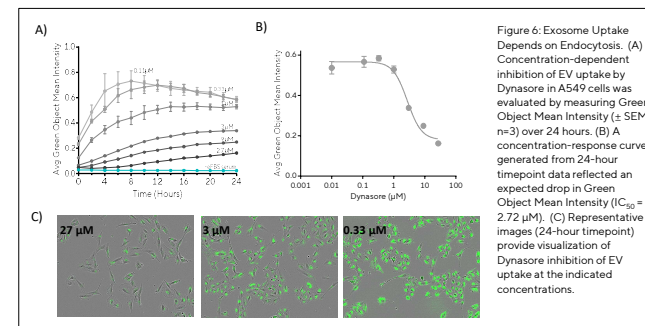 A)
Avg Green Object Mean Intensity
1.0
0.8
0.6
0.4
0.2
0.0
0 2 4 6 8 10 12 14 16 18 20 22 24
Time (Hours)
0.11µM
B)
Avg Green Object Mean Intensity
0.6
0.4
0.2
0.0
0.001 0.01 0.1 1.0 10 100
Dynasore (µM)
C)
27 µM
3 µM
0.33 µM
Figure 6: Exosome Uptake
Depends on Endocytosis. (A)
Concentration-dependent
inhibition of EV uptake by
Dynasore in A549 cells was
evaluated by measuring Green
Object Mean Intensity (± SEM,
n=3) over 24 hours. (B) A
concentration-response curve
generated from 24-hour
timepoint data reflected an
expected drop in Green
Object Mean Intensity (IC₅₀ =
2.72 µM). (C) Representative
images (24-hour timepoint)
provide visualization of
Dynasore inhibition of EV
uptake at the indicated
concentrations.